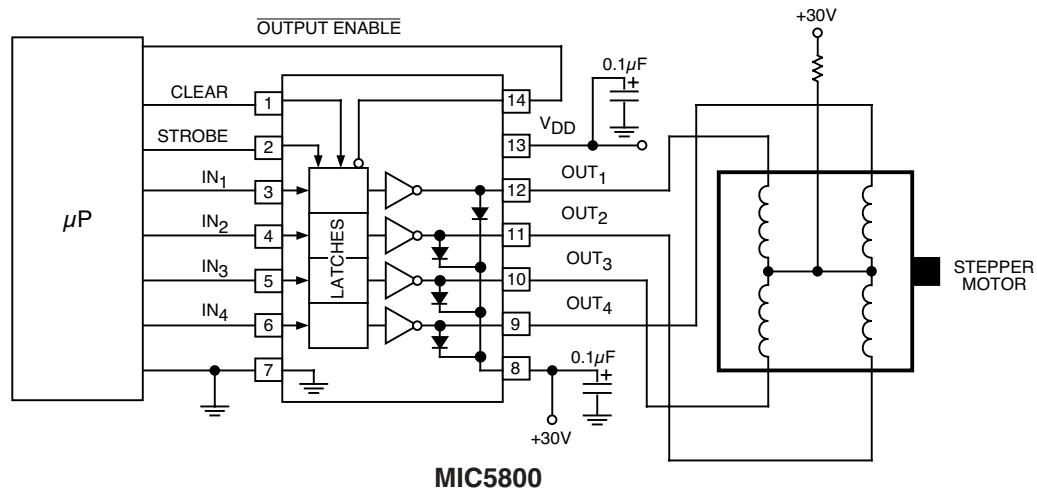 OUTPUT ENABLE
+30V
0.1µF
+
CLEAR
1
14
V_DD
STROBE
2
13
IN₁
3
12
OUT₁
µP
IN₂
4
11
OUT₂
LATCHES
IN₃
5
10
OUT₃
STEPPER
MOTOR
IN₄
6
9
OUT₄
7
8
0.1µF
+
+30V
MIC5800